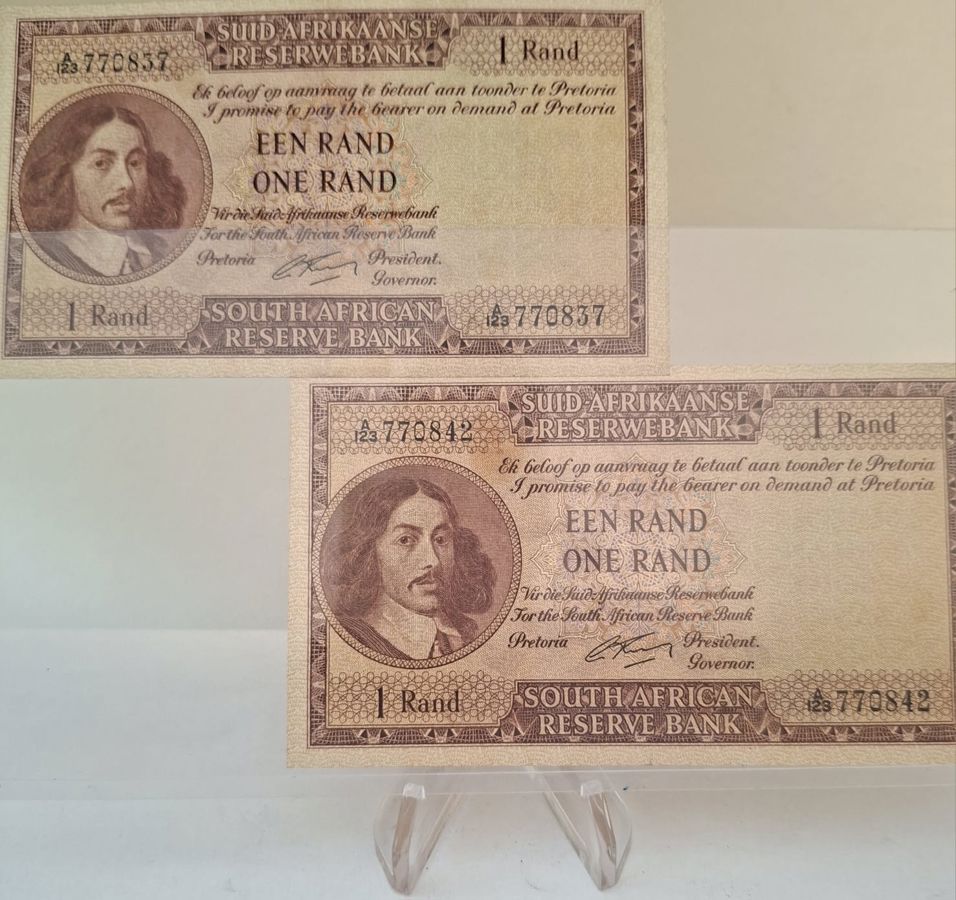 SUID-AFRIKAANSE
RESERWEBANK
1 Rand
A/123 770837
Ek beloof op aanvraag te betaal aan toonder te Pretoria
I promise to pay the bearer on demand at Pretoria
EEN RAND
ONE RAND
Vir die Suid-Afrikaanse Reserwebank
For the South African Reserve Bank
Pretoria
President.
Governor.
1 Rand
SOUTH AFRICAN
RESERVE BANK
A/123 770837
SUID-AFRIKAANSE
RESERWEBANK
1 Rand
A/123 770842
Ek beloof op aanvraag te betaal aan toonder te Pretoria
I promise to pay the bearer on demand at Pretoria
EEN RAND
ONE RAND
Vir die Suid-Afrikaanse Reserwebank
For the South African Reserve Bank
Pretoria
President.
Governor.
1 Rand
SOUTH AFRICAN
RESERVE BANK
A/123 770842